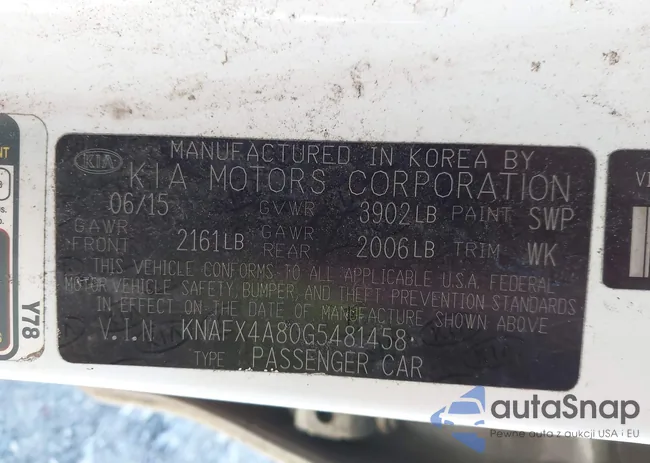 MANUFACTURED IN KOREA BY
KIA
KIA MOTORS CORPORATION
06/15 GVWR 3902LB PAINT SWP
GAWR FRONT 2161LB GAWR REAR 2006LB TRIM WK
THIS VEHICLE CONFORMS TO ALL APPLICABLE U.S.A. FEDERAL
MOTOR VEHICLE SAFETY, BUMPER, AND THEFT PREVENTION STANDARDS
IN EFFECT ON THE DATE OF MANUFACTURE SHOWN ABOVE
V.I.N KNAFX4A80G5481458
TYPE PASSENGER CAR
Y78
NT
VI
autaSnap
Pewne auta z aukcji USA i EU